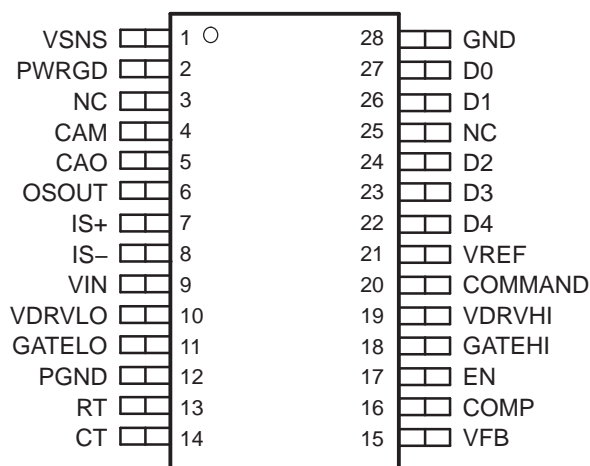 VSNS 1 28 GND
PWRGD 2 27 D0
NC 3 26 D1
CAM 4 25 NC
CAO 5 24 D2
OSOUT 6 23 D3
IS+ 7 22 D4
IS− 8 21 VREF
VIN 9 20 COMMAND
VDRVLO 10 19 VDRVHI
GATELO 11 18 GATEHI
PGND 12 17 EN
RT 13 16 COMP
CT 14 15 VFB